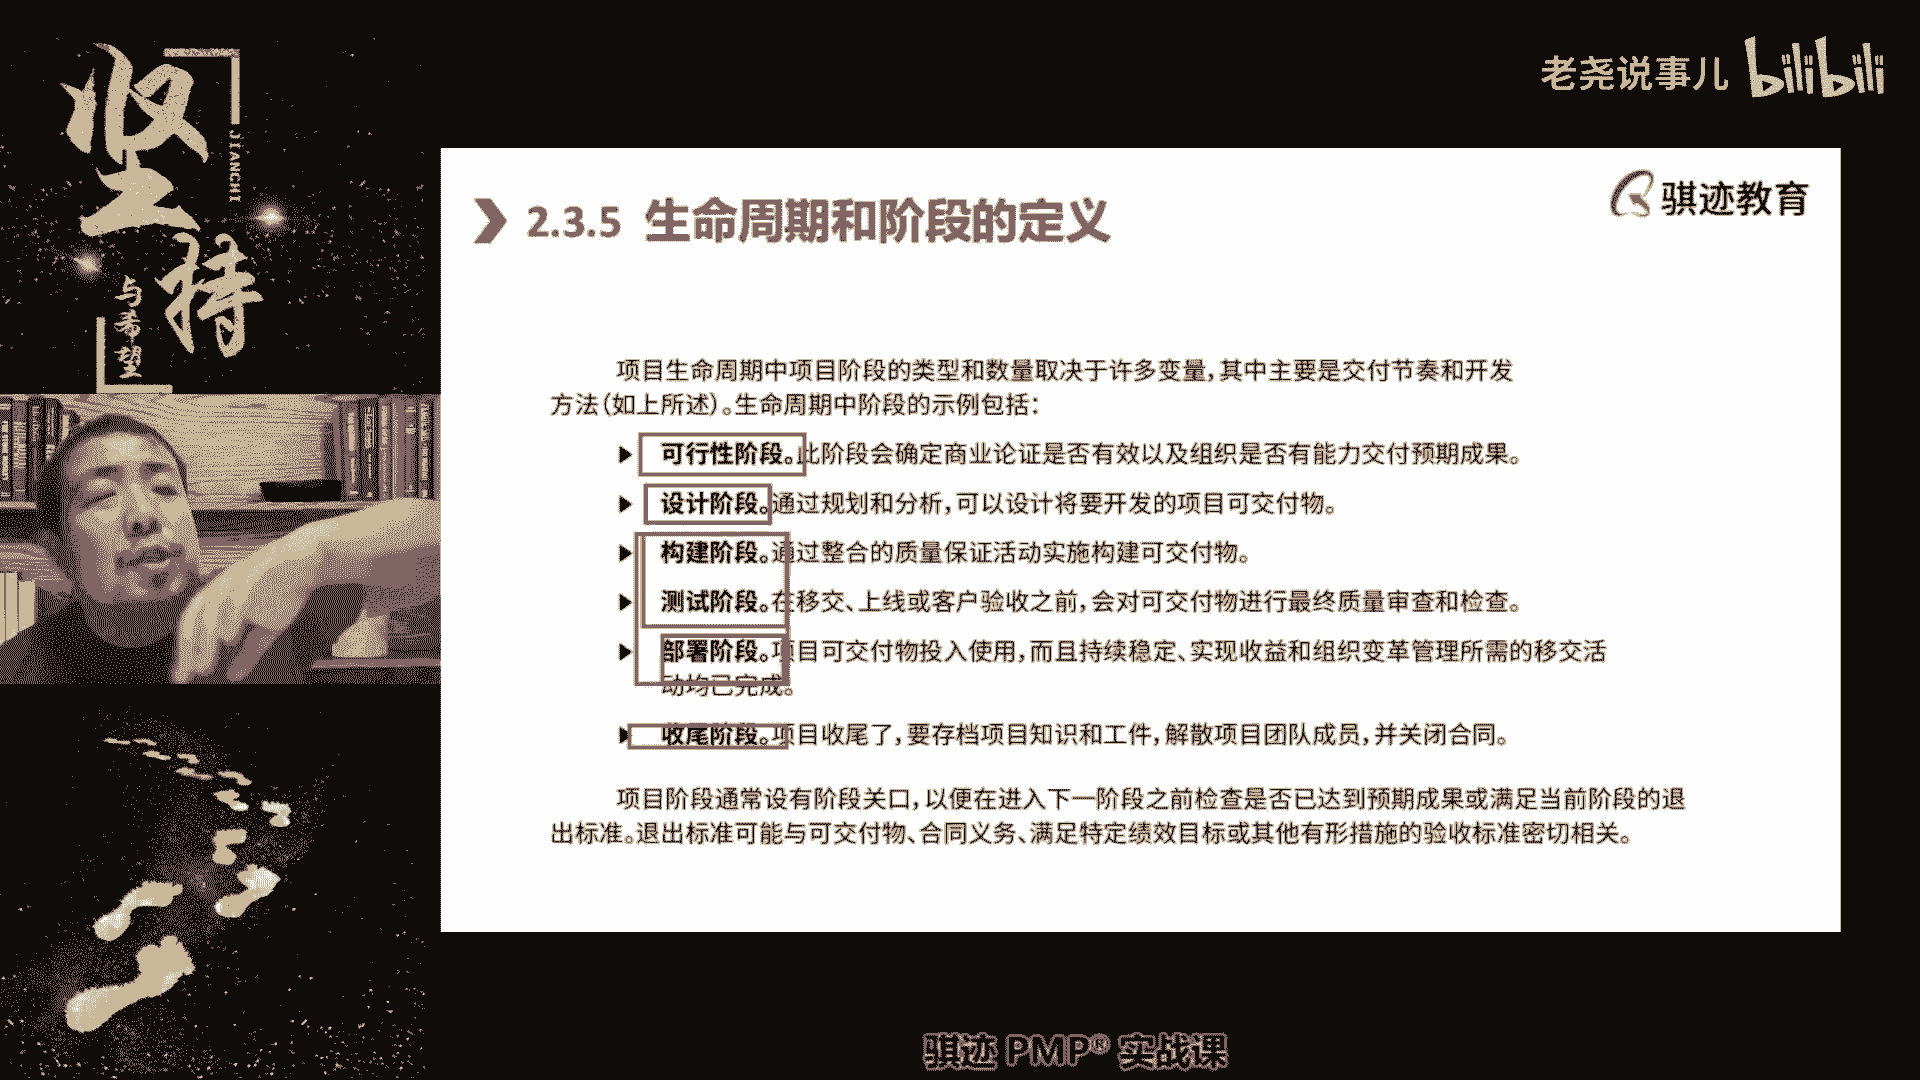 坚
持
JIANCHI
与希望
老尧说事儿 bilibili
骐迹教育
2.3.5 生命周期和阶段的定义
项目生命周期中项目阶段的类型和数量取决于许多变量，其中主要是交付节奏和开发
方法（如上所述）。生命周期中阶段的示例包括：
可行性阶段。此阶段会确定商业论证是否有效以及组织是否有能力交付预期成果。
设计阶段。通过规划和分析，可以设计将要开发的项目可交付物。
构建阶段。通过整合的质量保证活动实施构建可交付物。
测试阶段。在移交、上线或客户验收之前，会对可交付物进行最终质量审查和检查。
部署阶段。项目可交付物投入使用，而且持续稳定、实现收益和组织变革管理所需的移交活
动均已完成。
收尾阶段。项目收尾了，要存档项目知识和工件，解散项目团队成员，并关闭合同。
项目阶段通常设有阶段关口，以便在进入下一阶段之前检查是否已达到预期成果或满足当前阶段的退
出标准。退出标准可能与可交付物、合同义务、满足特定绩效目标或其他有形措施的验收标准密切相关。
骐迹 PMP® 实战课